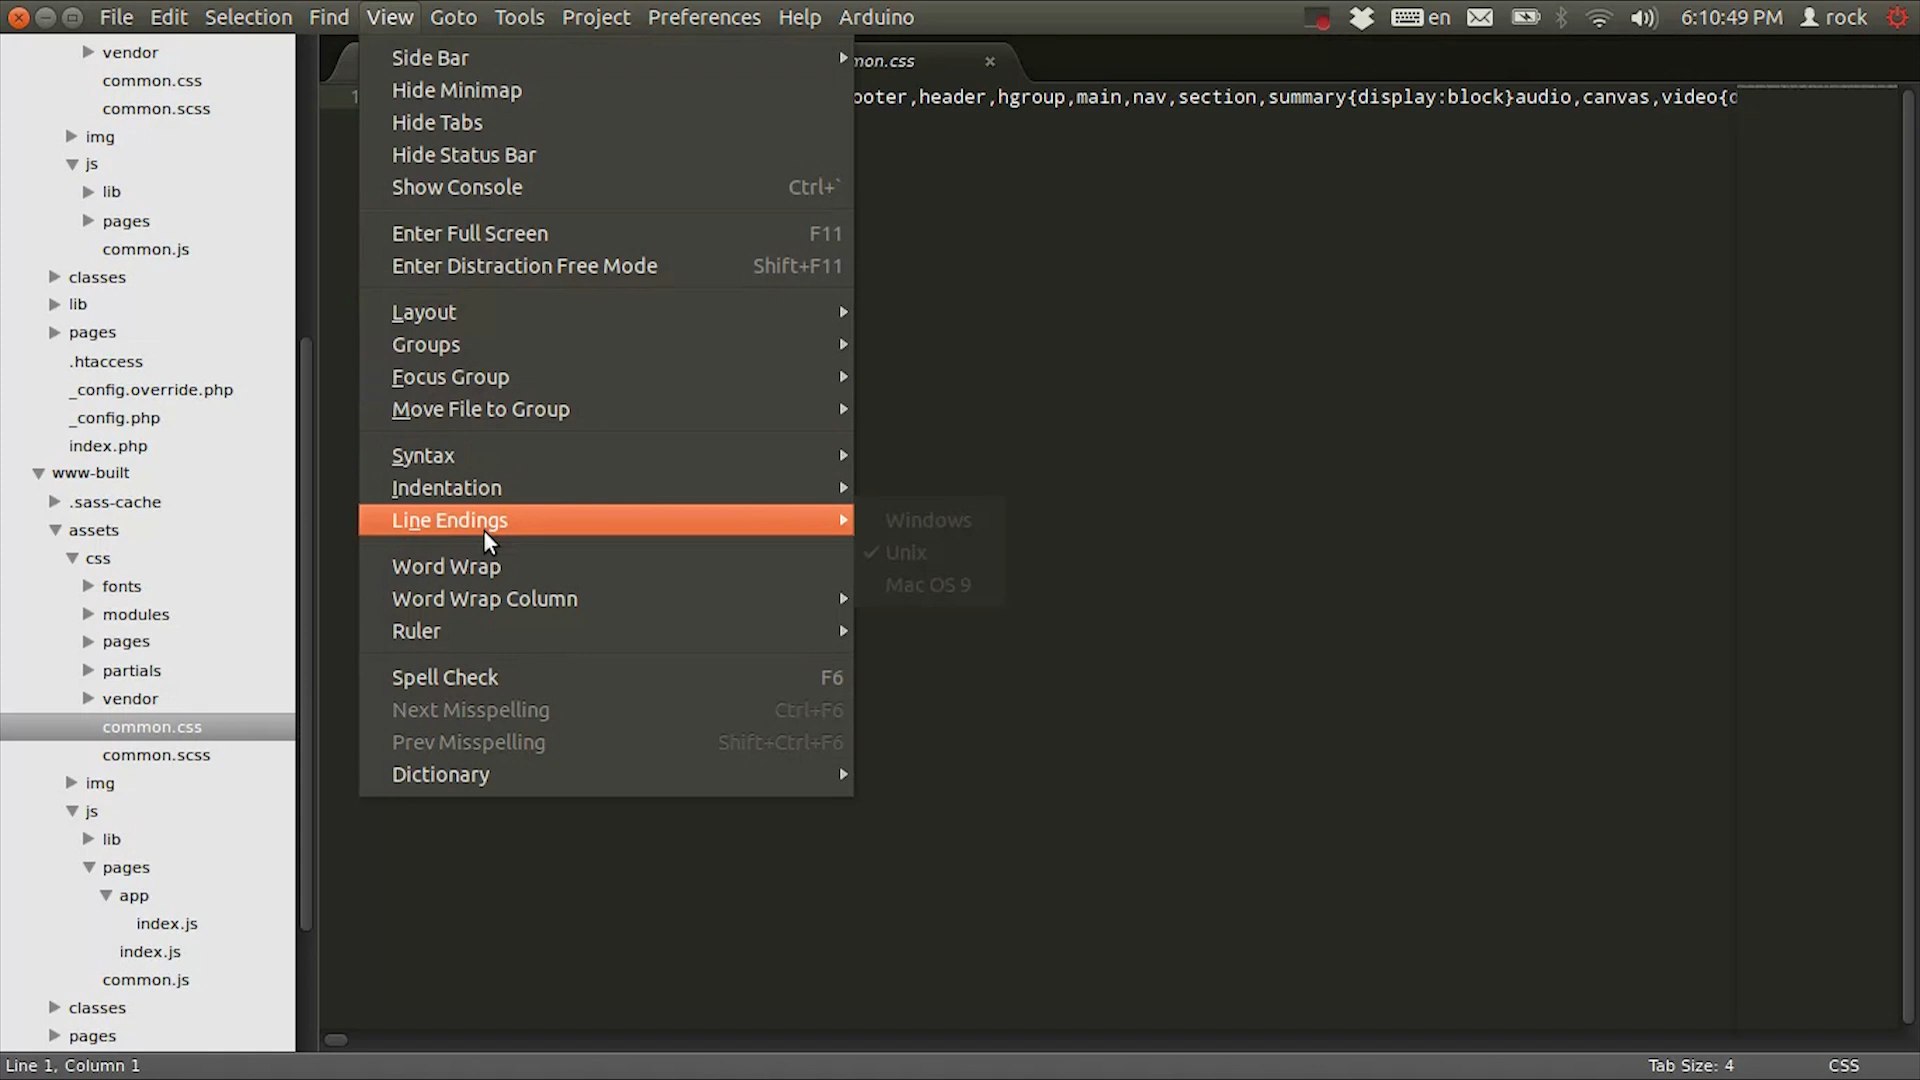 File Edit Selection Find View Goto Tools Project Preferences Help Arduino en 6:10:49 PM rock
vendor
common.css
common.scss
img
js
lib
pages
common.js
classes
lib
pages
.htaccess
_config.override.php
_config.php
index.php
www-built
.sass-cache
assets
css
fonts
modules
pages
partials
vendor
common.css
common.scss
img
js
lib
pages
app
index.js
index.js
common.js
classes
pages
Side Bar
Hide Minimap
Hide Tabs
Hide Status Bar
Show Console Ctrl+`
Enter Full Screen F11
Enter Distraction Free Mode Shift+F11
Layout
Groups
Focus Group
Move File to Group
Syntax
Indentation
Line Endings
Word Wrap
Word Wrap Column
Ruler
Spell Check F6
Next Misspelling Ctrl+F6
Prev Misspelling Shift+Ctrl+F6
Dictionary
Windows
✓ Unix
Mac OS 9
mon.css ×
1 ooter,header,hgroup,main,nav,section,summary{display:block}audio,canvas,video{d
Line 1, Column 1 Tab Size: 4 CSS